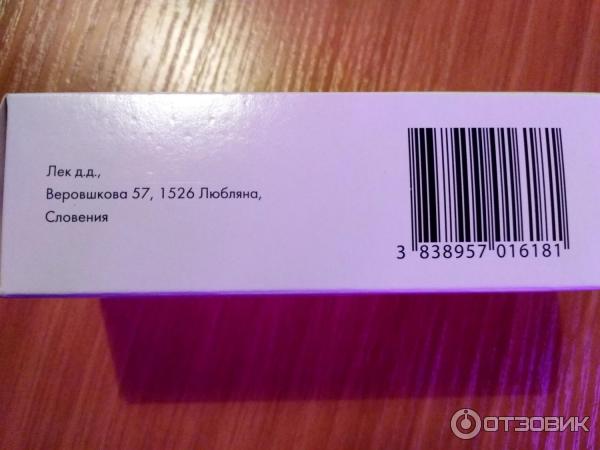 Лек д.д.,
Веровшкова 57, 1526 Любляна,
Словения
3 838957 016181
ОТЗОВИК